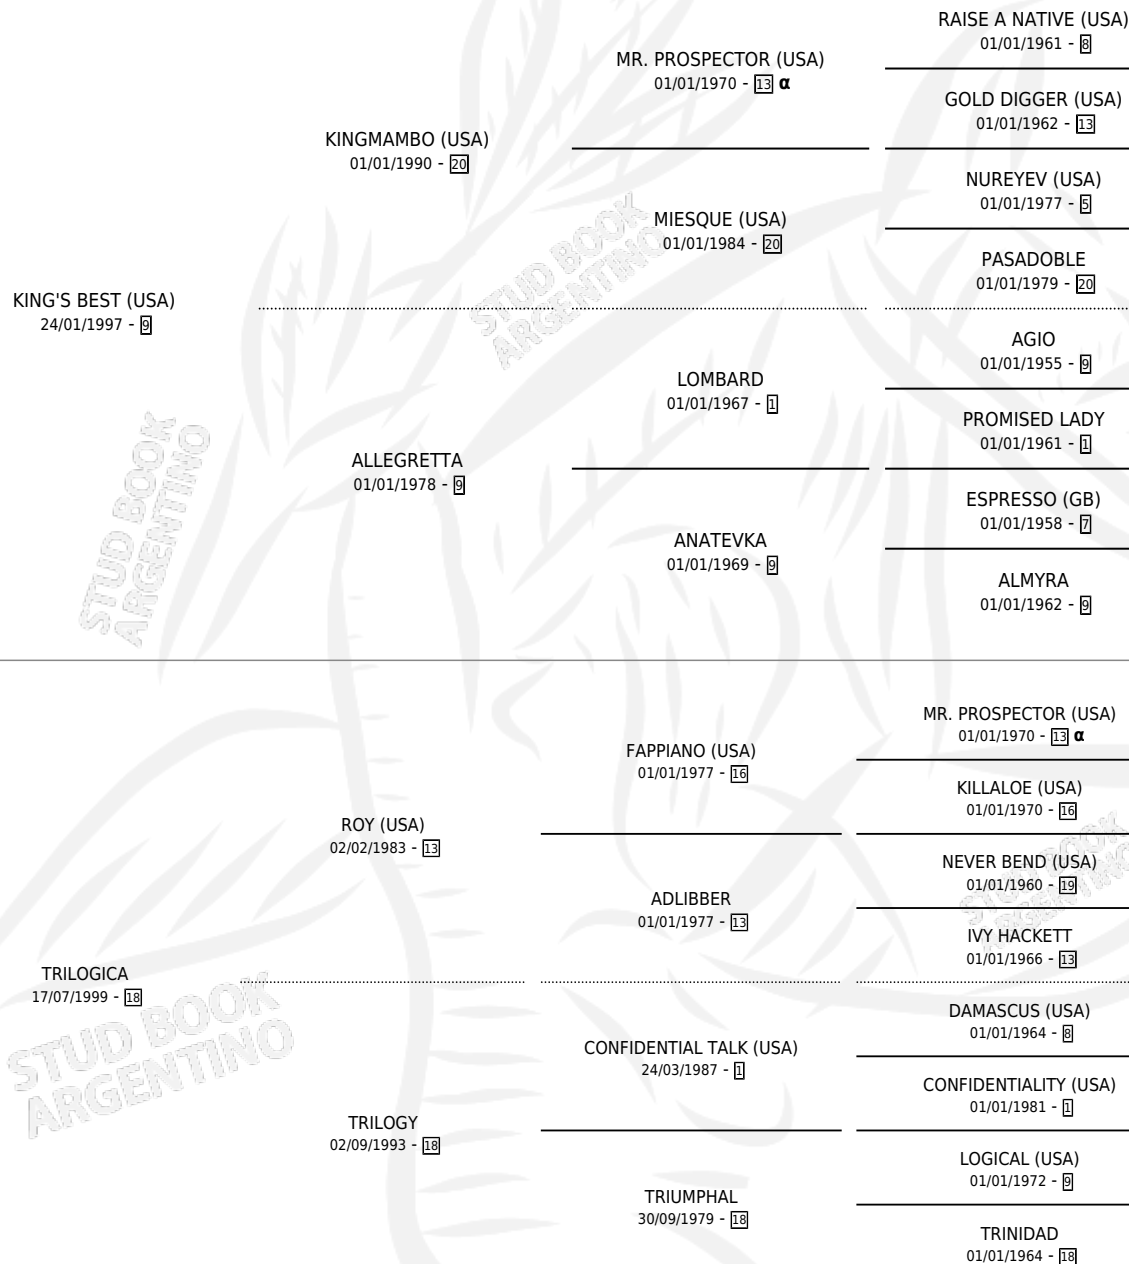 RAISE A NATIVE (USA)
01/01/1961 - 8
MR. PROSPECTOR (USA)
01/01/1970 - 13 α
GOLD DIGGER (USA)
01/01/1962 - 13
KINGMAMBO (USA)
01/01/1990 - 20
NUREYEV (USA)
01/01/1977 - 5
MIESQUE (USA)
01/01/1984 - 20
PASADOBLE
01/01/1979 - 20
KING'S BEST (USA)
24/01/1997 - 9
AGIO
01/01/1955 - 9
LOMBARD
01/01/1967 - 1
PROMISED LADY
01/01/1961 - 1
ALLEGRETTA
01/01/1978 - 9
ESPRESSO (GB)
01/01/1958 - 7
ANATEVKA
01/01/1969 - 9
ALMYRA
01/01/1962 - 9
MR. PROSPECTOR (USA)
01/01/1970 - 13 α
FAPPIANO (USA)
01/01/1977 - 16
KILLALOE (USA)
01/01/1970 - 16
ROY (USA)
02/02/1983 - 13
NEVER BEND (USA)
01/01/1960 - 19
ADLIBBER
01/01/1977 - 13
IVY HACKETT
01/01/1966 - 13
TRILOGICA
17/07/1999 - 18
DAMASCUS (USA)
01/01/1964 - 8
CONFIDENTIAL TALK (USA)
24/03/1987 - 1
CONFIDENTIALITY (USA)
01/01/1981 - 1
TRILOGY
02/09/1993 - 18
LOGICAL (USA)
01/01/1972 - 9
TRIUMPHAL
30/09/1979 - 18
TRINIDAD
01/01/1964 - 18
STUD BOOK
ARGENTINO
STUD BOOK
ARGENTINO
STUD BOOK
ARGENTINO
STUD BOOK
ARGENTINO